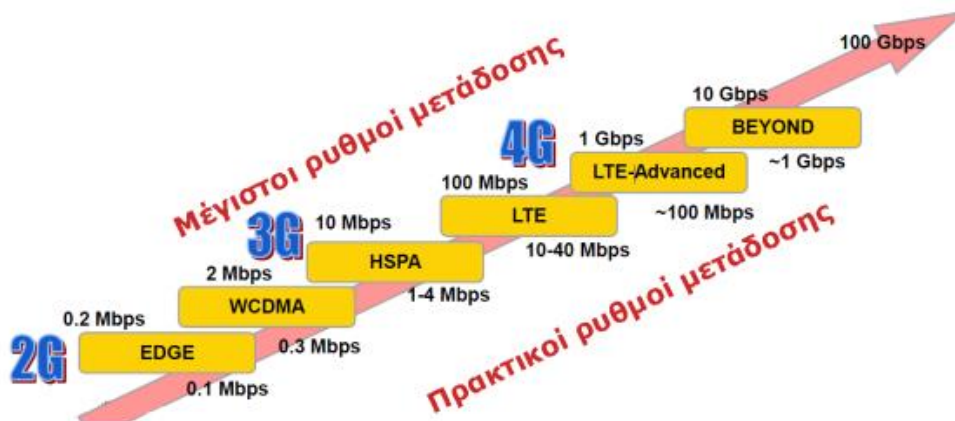 100 Gbps
Μέγιστοι ρυθμοί μετάδοσης
10 Gbps
BEYOND
~1 Gbps
4G
1 Gbps
LTE-Advanced
~100 Mbps
100 Mbps
LTE
10-40 Mbps
3G
10 Mbps
HSPA
1-4 Mbps
2 Mbps
WCDMA
0.3 Mbps
2G
0.2 Mbps
EDGE
0.1 Mbps
Πρακτικοί ρυθμοί μετάδοσης